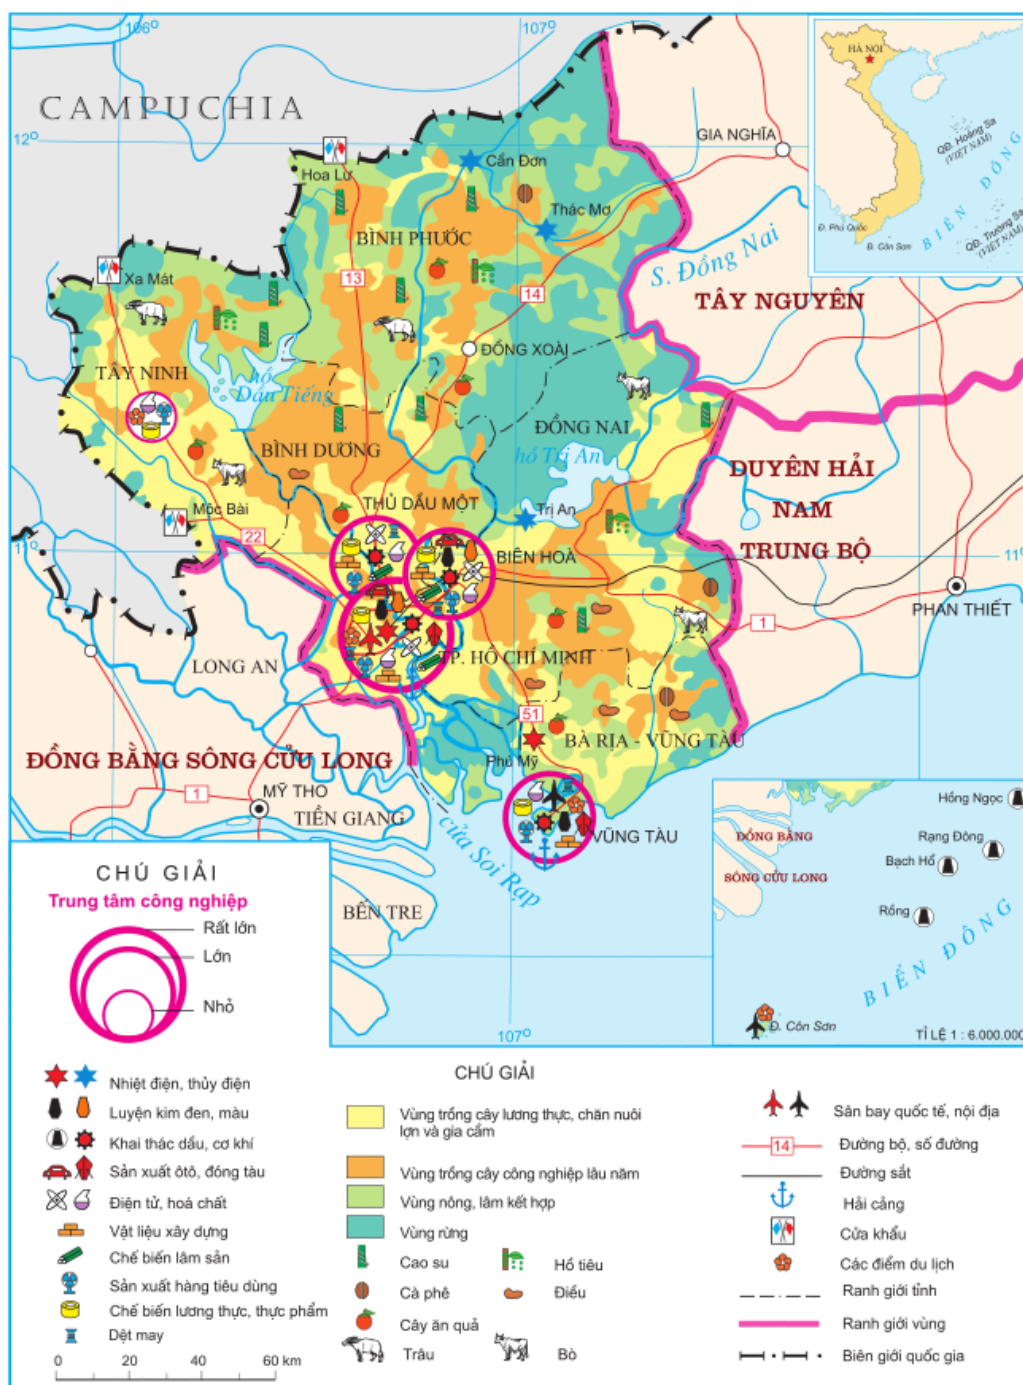 106º
107º
CAMPUCHIA
12º
HÀ NỘI
QĐ. Hoàng Sa
(VIỆT NAM)
BIỂN ĐÔNG
Đ. Phú Quốc
Đ. Côn Sơn
QĐ. Trường Sa
(VIỆT NAM)
GIA NGHĨA
Hoa Lư
Cần Đơn
Thác Mơ
BÌNH PHƯỚC
S. Đồng Nai
Xa Mát
13
14
TÂY NGUYÊN
ĐỒNG XOÀI
TÂY NINH
hồ
Dầu Tiếng
ĐỒNG NAI
BÌNH DƯƠNG
hồ Trị An
DUYÊN HẢI
NAM
TRUNG BỘ
THỦ DẦU MỘT
Mộc Bài
Trị An
22
BIÊN HOÀ
11º
11º
PHAN THIẾT
1
LONG AN
TP. HỒ CHÍ MINH
51
BÀ RỊA - VŨNG TÀU
ĐỒNG BẰNG SÔNG CỬU LONG
Phú Mỹ
1
MỸ THO
TIỀN GIANG
cửa Soi Rạp
VŨNG TÀU
Hồng Ngọc
Rạng Đông
Bạch Hổ
ĐỒNG BẰNG
SÔNG CỬU LONG
Rồng
BIỂN ĐÔNG
Đ. Côn Sơn
TỈ LỆ 1 : 6.000.000
BẾN TRE
107º
CHÚ GIẢI
Trung tâm công nghiệp
Rất lớn
Lớn
Nhỏ
Nhiệt điện, thủy điện
Luyện kim đen, màu
Khai thác dầu, cơ khí
Sản xuất ôtô, đóng tàu
Điện tử, hoá chất
Vật liệu xây dựng
Chế biến lâm sản
Sản xuất hàng tiêu dùng
Chế biến lương thực, thực phẩm
Dệt may
0 20 40 60 km
CHÚ GIẢI
Vùng trồng cây lương thực, chăn nuôi
lợn và gia cầm
Vùng trồng cây công nghiệp lâu năm
Vùng nông, lâm kết hợp
Vùng rừng
Cao su
Hồ tiêu
Cà phê
Điều
Cây ăn quả
Trâu
Bò
Sân bay quốc tế, nội địa
14
Đường bộ, số đường
Đường sắt
Hải cảng
Cửa khẩu
Các điểm du lịch
Ranh giới tỉnh
Ranh giới vùng
Biên giới quốc gia